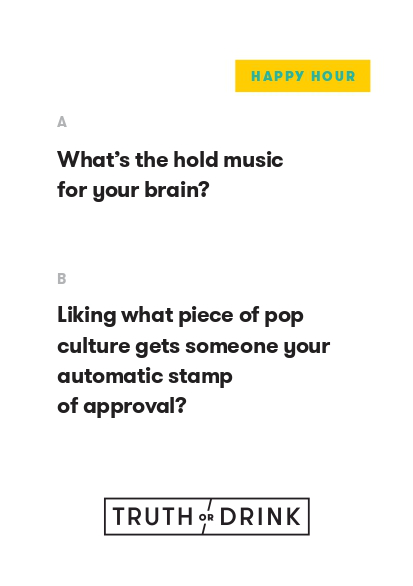 HAPPY HOUR
A
What’s the hold music
for your brain?
B
Liking what piece of pop
culture gets someone your
automatic stamp
of approval?
TRUTH OR DRINK